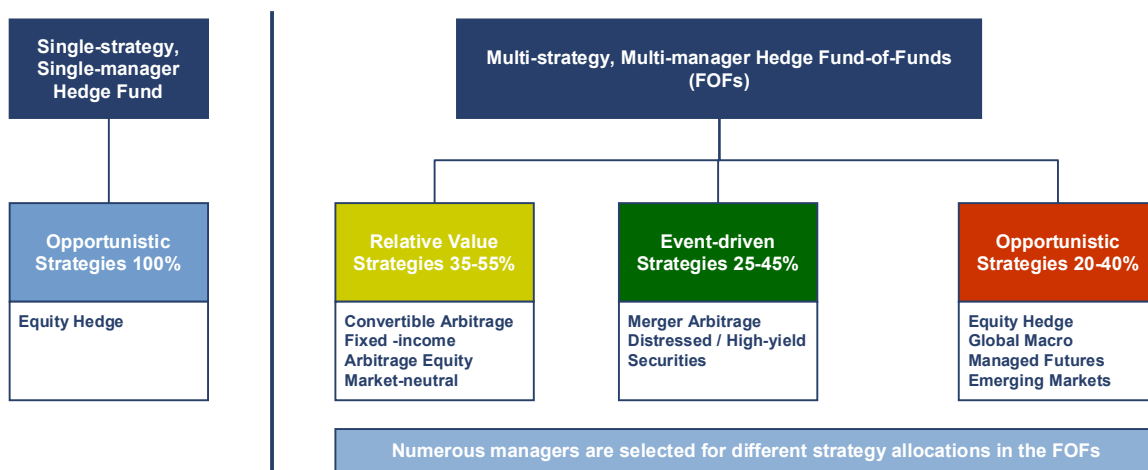 Single-strategy,
Single-manager
Hedge Fund
Multi-strategy, Multi-manager Hedge Fund-of-Funds
(FOFs)
Opportunistic
Strategies 100%
Equity Hedge
Relative Value
Strategies 35-55%
Convertible Arbitrage
Fixed -income
Arbitrage Equity
Market-neutral
Event-driven
Strategies 25-45%
Merger Arbitrage
Distressed / High-yield
Securities
Opportunistic
Strategies 20-40%
Equity Hedge
Global Macro
Managed Futures
Emerging Markets
Numerous managers are selected for different strategy allocations in the FOFs